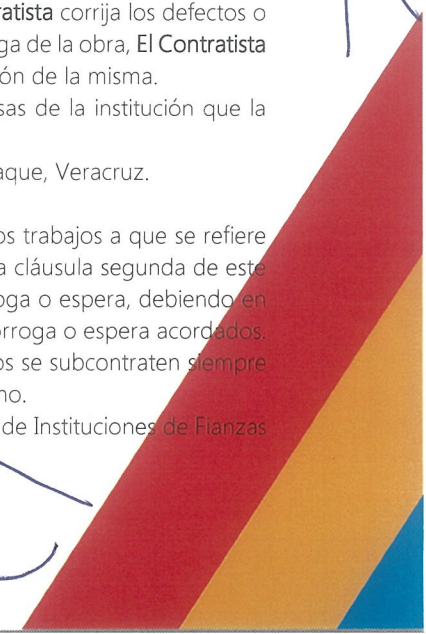 ratista corrija los defectos o
ga de la obra, El Contratista
ón de la misma.
sas de la institución que la
aque, Veracruz.
os trabajos a que se refiere
a cláusula segunda de este
oga o espera, debiendo en
órroga o espera acordados.
os se subcontraten siempre
no.
de Instituciones de Fianzas